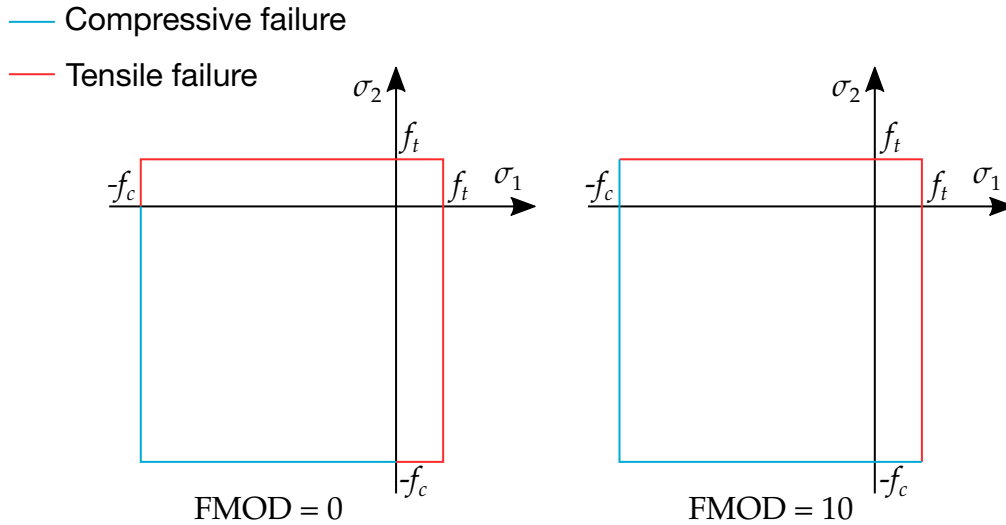 Compressive failure
Tensile failure
σ2
ft
-fc
ft
σ1
-fc
FMOD = 0
σ2
ft
-fc
ft
σ1
-fc
FMOD = 10